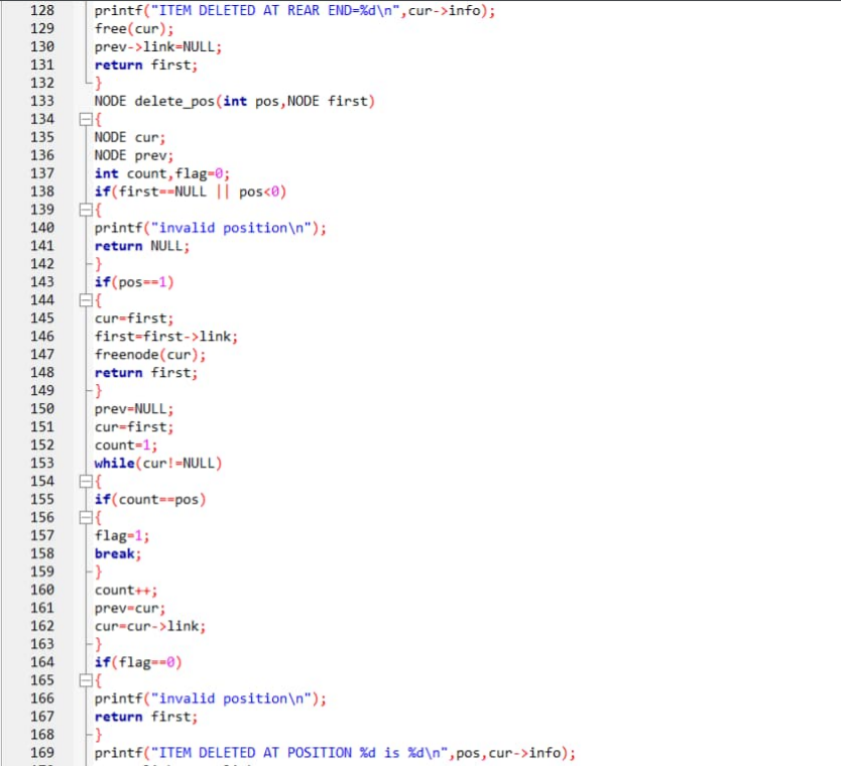 128 printf("ITEM DELETED AT REAR END=%d\n",cur->info);
129 free(cur);
130 prev->link=NULL;
131 return first;
132 }
133 NODE delete_pos(int pos,NODE first)
134 {
135 NODE cur;
136 NODE prev;
137 int count,flag=0;
138 if(first==NULL || pos<0)
139 {
140 printf("invalid position\n");
141 return NULL;
142 }
143 if(pos==1)
144 {
145 cur=first;
146 first=first->link;
147 freenode(cur);
148 return first;
149 }
150 prev=NULL;
151 cur=first;
152 count=1;
153 while(cur!=NULL)
154 {
155 if(count==pos)
156 {
157 flag=1;
158 break;
159 }
160 count++;
161 prev=cur;
162 cur=cur->link;
163 }
164 if(flag==0)
165 {
166 printf("invalid position\n");
167 return first;
168 }
169 printf("ITEM DELETED AT POSITION %d is %d\n",pos,cur->info);